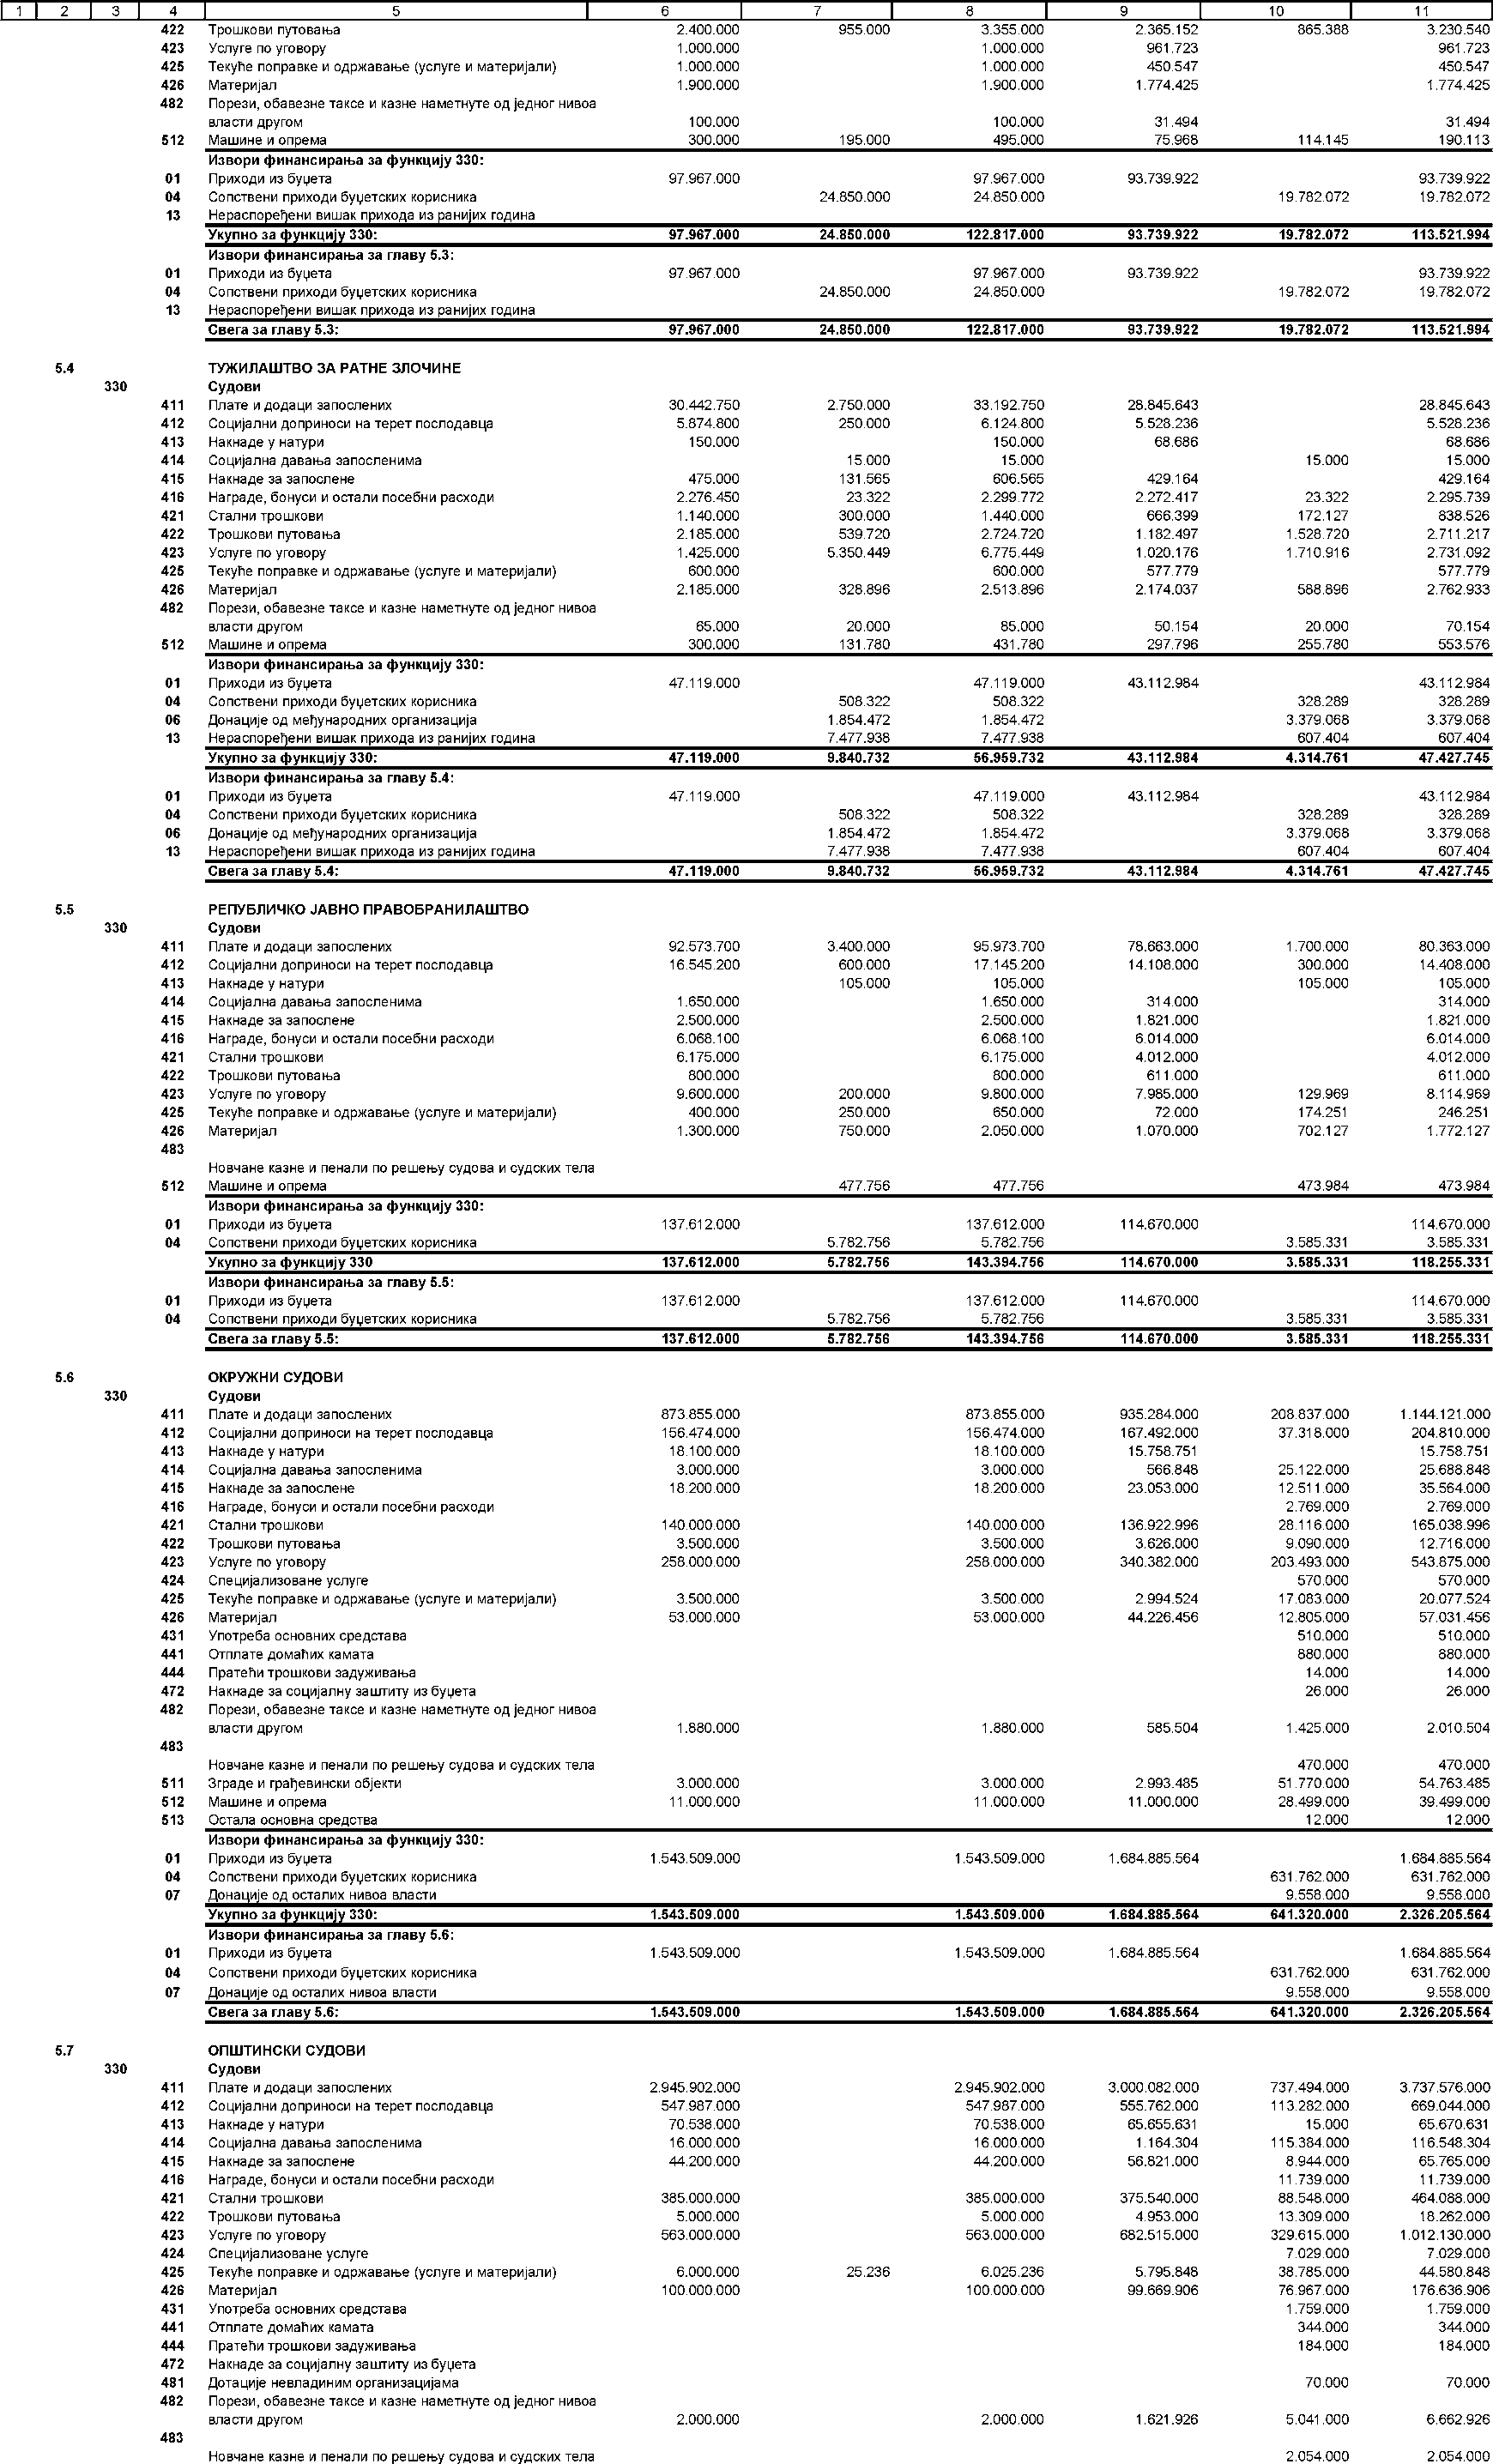 1 2 3 4 5 6 7 8 9 10 11
422 Трошкови путовања 2.400.000 955.000 3.355.000 2.365.152 865.388 3.230.540
423 Услуге по уговору 1.000.000 1.000.000 961.723 961.723
425 Текуће поправке и одржавање (услуге и материјали) 1.000.000 1.000.000 450.547 450.547
426 Материјал 1.900.000 1.900.000 1.774.425 1.774.425
482 Порези, обавезне таксе и казне наметнуте од једног нивоа
власти другом 100.000 100.000 31.494 31.494
512 Машине и опрема 300.000 195.000 495.000 75.968 114.145 190.113
Извори финансирања за функцију 330:
01 Приходи из буџета 97.967.000 97.967.000 93.739.922 93.739.922
04 Сопствени приходи буџетских корисника 24.850.000 24.850.000 19.782.072 19.782.072
13 Нераспоређени вишак прихода из ранијих година
Укупно за функцију 330: 97.967.000 24.850.000 122.817.000 93.739.922 19.782.072 113.521.994
Извори финансирања за главу 5.3:
01 Приходи из буџета 97.967.000 97.967.000 93.739.922 93.739.922
04 Сопствени приходи буџетских корисника 24.850.000 24.850.000 19.782.072 19.782.072
13 Нераспоређени вишак прихода из ранијих година
Свега за главу 5.3: 97.967.000 24.850.000 122.817.000 93.739.922 19.782.072 113.521.994
5.4 ТУЖИЛАШТВО ЗА РАТНЕ ЗЛОЧИНЕ
330 Судови
411 Плате и додаци запослених 30.442.750 2.750.000 33.192.750 28.845.643 28.845.643
412 Социјални доприноси на терет послодавца 5.874.800 250.000 6.124.800 5.528.236 5.528.236
413 Накнаде у натури 150.000 150.000 68.686 68.686
414 Социјална давања запосленима 15.000 15.000 15.000 15.000
415 Накнаде за запослене 475.000 131.565 606.565 429.164 429.164
416 Награде, бонуси и остали посебни расходи 2.276.450 23.322 2.299.772 2.272.417 23.322 2.295.739
421 Стални трошкови 1.140.000 300.000 1.440.000 666.399 172.127 838.526
422 Трошкови путовања 2.185.000 539.720 2.724.720 1.182.497 1.528.720 2.711.217
423 Услуге по уговору 1.425.000 5.350.449 6.775.449 1.020.176 1.710.916 2.731.092
425 Текуће поправке и одржавање (услуге и материјали) 600.000 600.000 577.779 577.779
426 Материјал 2.185.000 328.896 2.513.896 2.174.037 588.896 2.762.933
482 Порези, обавезне таксе и казне наметнуте од једног нивоа
власти другом 65.000 20.000 85.000 50.154 20.000 70.154
512 Машине и опрема 300.000 131.780 431.780 297.796 255.780 553.576
Извори финансирања за функцију 330:
01 Приходи из буџета 47.119.000 47.119.000 43.112.984 43.112.984
04 Сопствени приходи буџетских корисника 508.322 508.322 328.289 328.289
06 Донације од међународних организација 1.854.472 1.854.472 3.379.068 3.379.068
13 Нераспоређени вишак прихода из ранијих година 7.477.938 7.477.938 607.404 607.404
Укупно за функцију 330: 47.119.000 9.840.732 56.959.732 43.112.984 4.314.761 47.427.745
Извори финансирања за главу 5.4:
01 Приходи из буџета 47.119.000 47.119.000 43.112.984 43.112.984
04 Сопствени приходи буџетских корисника 508.322 508.322 328.289 328.289
06 Донације од међународних организација 1.854.472 1.854.472 3.379.068 3.379.068
13 Нераспоређени вишак прихода из ранијих година 7.477.938 7.477.938 607.404 607.404
Свега за главу 5.4: 47.119.000 9.840.732 56.959.732 43.112.984 4.314.761 47.427.745
5.5 РЕПУБЛИЧКО ЈАВНО ПРАВОБРАНИЛАШТВО
330 Судови
411 Плате и додаци запослених 92.573.700 3.400.000 95.973.700 78.663.000 1.700.000 80.363.000
412 Социјални доприноси на терет послодавца 16.545.200 600.000 17.145.200 14.108.000 300.000 14.408.000
413 Накнаде у натури 105.000 105.000 105.000 105.000
414 Социјална давања запосленима 1.650.000 1.650.000 314.000 314.000
415 Накнаде за запослене 2.500.000 2.500.000 1.821.000 1.821.000
416 Награде, бонуси и остали посебни расходи 6.068.100 6.068.100 6.014.000 6.014.000
421 Стални трошкови 6.175.000 6.175.000 4.012.000 4.012.000
422 Трошкови путовања 800.000 800.000 611.000 611.000
423 Услуге по уговору 9.600.000 200.000 9.800.000 7.985.000 129.969 8.114.969
425 Текуће поправке и одржавање (услуге и материјали) 400.000 250.000 650.000 72.000 174.251 246.251
426 Материјал 1.300.000 750.000 2.050.000 1.070.000 702.127 1.772.127
483
Новчане казне и пенали по решењу судова и судских тела
512 Машине и опрема 477.756 477.756 473.984 473.984
Извори финансирања за функцију 330:
01 Приходи из буџета 137.612.000 137.612.000 114.670.000 114.670.000
04 Сопствени приходи буџетских корисника 5.782.756 5.782.756 3.585.331 3.585.331
Укупно за функцију 330 137.612.000 5.782.756 143.394.756 114.670.000 3.585.331 118.255.331
Извори финансирања за главу 5.5:
01 Приходи из буџета 137.612.000 137.612.000 114.670.000 114.670.000
04 Сопствени приходи буџетских корисника 5.782.756 5.782.756 3.585.331 3.585.331
Свега за главу 5.5: 137.612.000 5.782.756 143.394.756 114.670.000 3.585.331 118.255.331
5.6 ОКРУЖНИ СУДОВИ
330 Судови
411 Плате и додаци запослених 873.855.000 873.855.000 935.284.000 208.837.000 1.144.121.000
412 Социјални доприноси на терет послодавца 156.474.000 156.474.000 167.492.000 37.318.000 204.810.000
413 Накнаде у натури 18.100.000 18.100.000 15.758.751 15.758.751
414 Социјална давања запосленима 3.000.000 3.000.000 566.848 25.122.000 25.688.848
415 Накнаде за запослене 18.200.000 18.200.000 23.053.000 12.511.000 35.564.000
416 Награде, бонуси и остали посебни расходи 2.769.000 2.769.000
421 Стални трошкови 140.000.000 140.000.000 136.922.996 28.116.000 165.038.996
422 Трошкови путовања 3.500.000 3.500.000 3.626.000 9.090.000 12.716.000
423 Услуге по уговору 258.000.000 258.000.000 340.382.000 203.493.000 543.875.000
424 Специјализоване услуге 570.000 570.000
425 Текуће поправке и одржавање (услуге и материјали) 3.500.000 3.500.000 2.994.524 17.083.000 20.077.524
426 Материјал 53.000.000 53.000.000 44.226.456 12.805.000 57.031.456
431 Употреба основних средстава 510.000 510.000
441 Отплате домаћих камата 880.000 880.000
444 Пратећи трошкови задуживања 14.000 14.000
472 Накнаде за социјалну заштиту из буџета 26.000 26.000
482 Порези, обавезне таксе и казне наметнуте од једног нивоа
власти другом 1.880.000 1.880.000 585.504 1.425.000 2.010.504
483
Новчане казне и пенали по решењу судова и судских тела 470.000 470.000
511 Зграде и грађевински објекти 3.000.000 3.000.000 2.993.485 51.770.000 54.763.485
512 Машине и опрема 11.000.000 11.000.000 11.000.000 28.499.000 39.499.000
513 Остала основна средства 12.000 12.000
Извори финансирања за функцију 330:
01 Приходи из буџета 1.543.509.000 1.543.509.000 1.684.885.564 1.684.885.564
04 Сопствени приходи буџетских корисника 631.762.000 631.762.000
07 Донације од осталих нивоа власти 9.558.000 9.558.000
Укупно за функцију 330: 1.543.509.000 1.543.509.000 1.684.885.564 641.320.000 2.326.205.564
Извори финансирања за главу 5.6:
01 Приходи из буџета 1.543.509.000 1.543.509.000 1.684.885.564 1.684.885.564
04 Сопствени приходи буџетских корисника 631.762.000 631.762.000
07 Донације од осталих нивоа власти 9.558.000 9.558.000
Свега за главу 5.6: 1.543.509.000 1.543.509.000 1.684.885.564 641.320.000 2.326.205.564
5.7 ОПШТИНСКИ СУДОВИ
330 Судови
411 Плате и додаци запослених 2.945.902.000 2.945.902.000 3.000.082.000 737.494.000 3.737.576.000
412 Социјални доприноси на терет послодавца 547.987.000 547.987.000 555.762.000 113.282.000 669.044.000
413 Накнаде у натури 70.538.000 70.538.000 65.655.631 15.000 65.670.631
414 Социјална давања запосленима 16.000.000 16.000.000 1.164.304 115.384.000 116.548.304
415 Накнаде за запослене 44.200.000 44.200.000 56.821.000 8.944.000 65.765.000
416 Награде, бонуси и остали посебни расходи 11.739.000 11.739.000
421 Стални трошкови 385.000.000 385.000.000 375.540.000 88.548.000 464.088.000
422 Трошкови путовања 5.000.000 5.000.000 4.953.000 13.309.000 18.262.000
423 Услуге по уговору 563.000.000 563.000.000 682.515.000 329.615.000 1.012.130.000
424 Специјализоване услуге 7.029.000 7.029.000
425 Текуће поправке и одржавање (услуге и материјали) 6.000.000 25.236 6.025.236 5.795.848 38.785.000 44.580.848
426 Материјал 100.000.000 100.000.000 99.669.906 76.967.000 176.636.906
431 Употреба основних средстава 1.759.000 1.759.000
441 Отплате домаћих камата 344.000 344.000
444 Пратећи трошкови задуживања 184.000 184.000
472 Накнаде за социјалну заштиту из буџета
481 Дотације невладиним организацијама 70.000 70.000
482 Порези, обавезне таксе и казне наметнуте од једног нивоа
власти другом 2.000.000 2.000.000 1.621.926 5.041.000 6.662.926
483
Новчане казне и пенали по решењу судова и судских тела 2.054.000 2.054.000